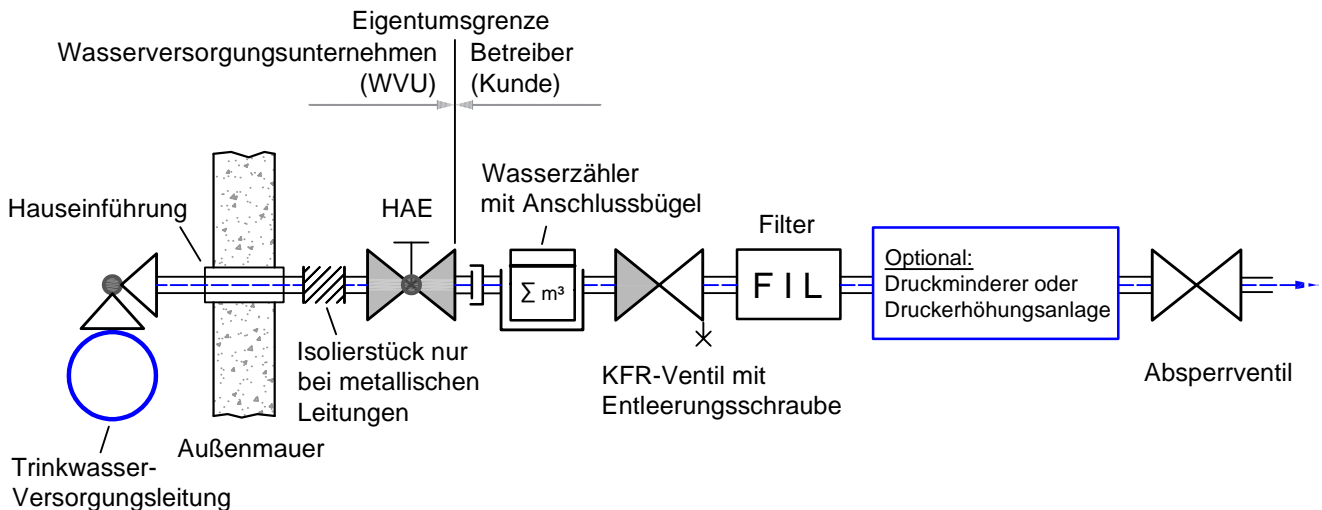 Eigentumsgrenze
Wasserversorgungsunternehmen
(WVU)
Betreiber
(Kunde)
Hauseinführung
HAE
Wasserzähler
mit Anschlussbügel
Filter
Σ m³
FIL
Optional:
Druckminderer oder
Druckerhöhungsanlage
Isolierstück nur
bei metallischen
Leitungen
KFR-Ventil mit
Entleerungsschraube
Absperrventil
Außenmauer
Trinkwasser-
Versorgungsleitung